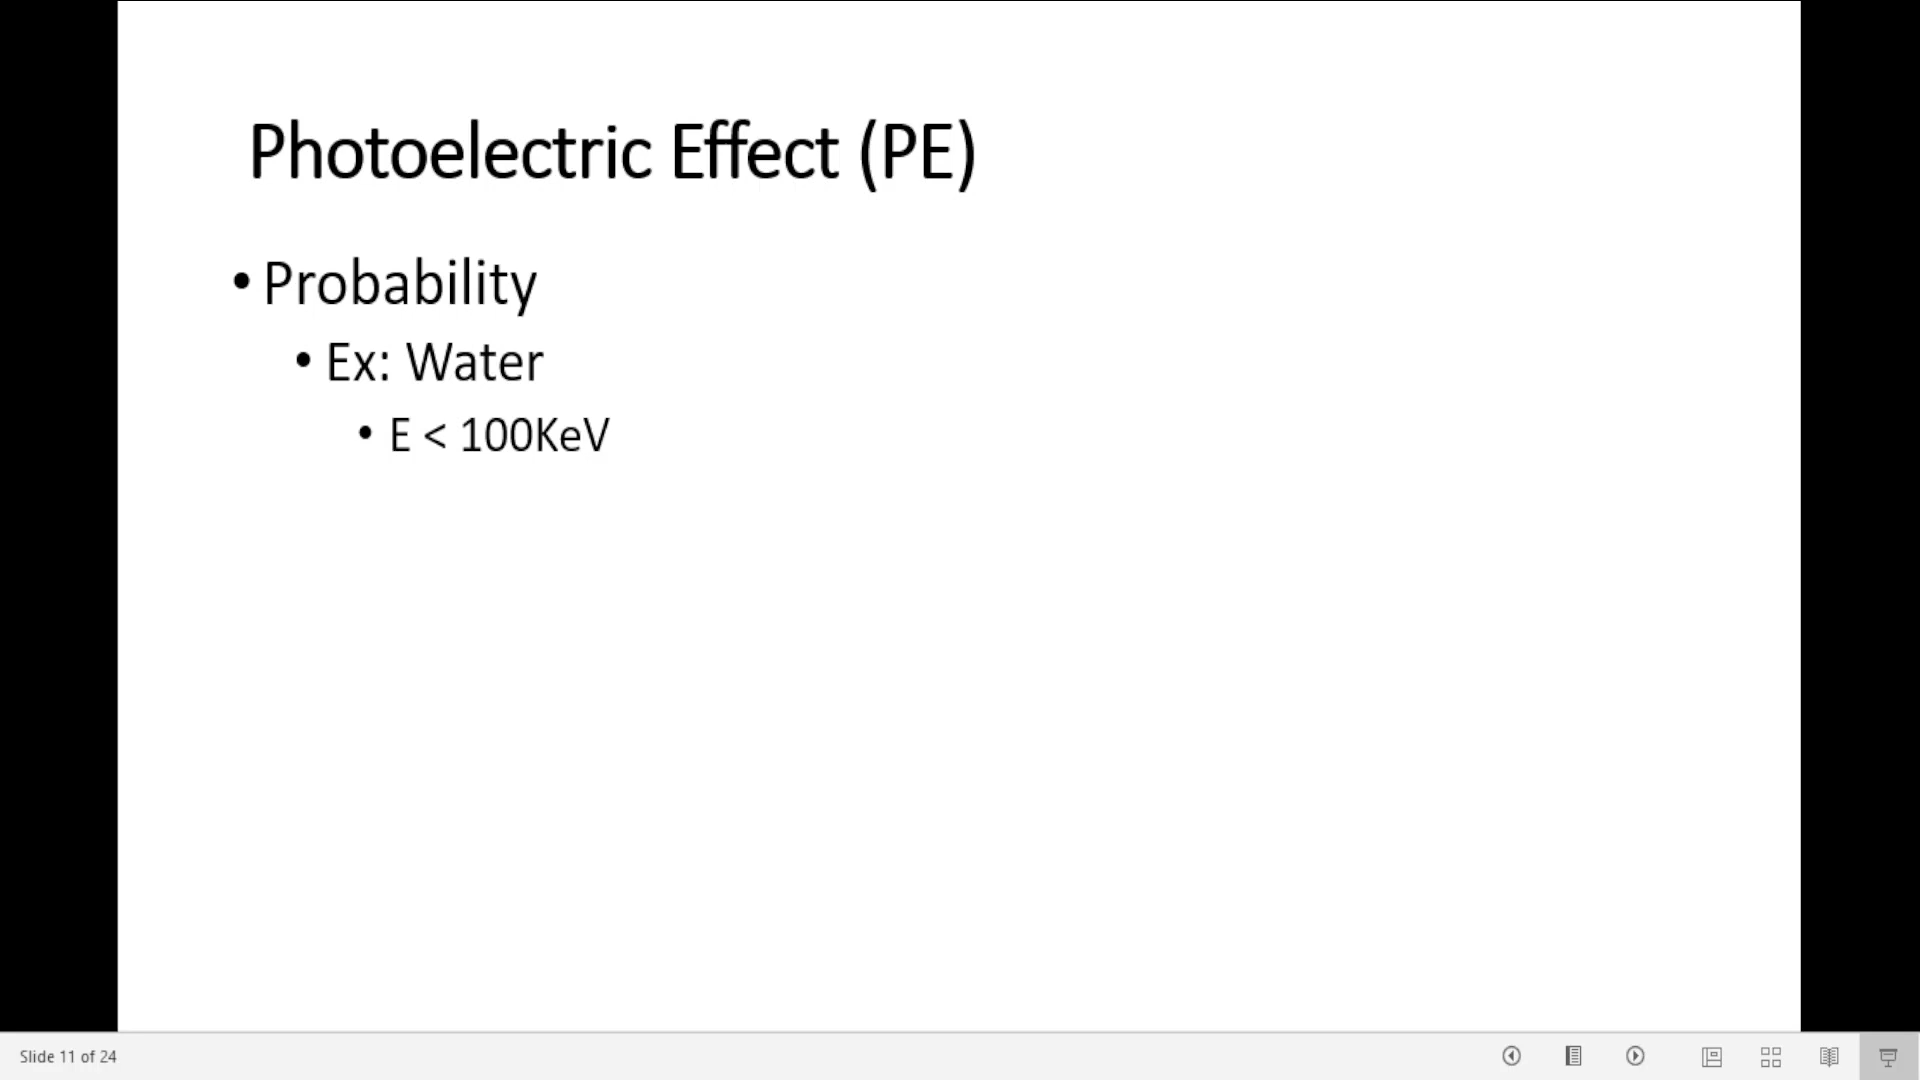 Photoelectric Effect (PE)
• Probability
• Ex: Water
• E < 100KeV
Slide 11 of 24